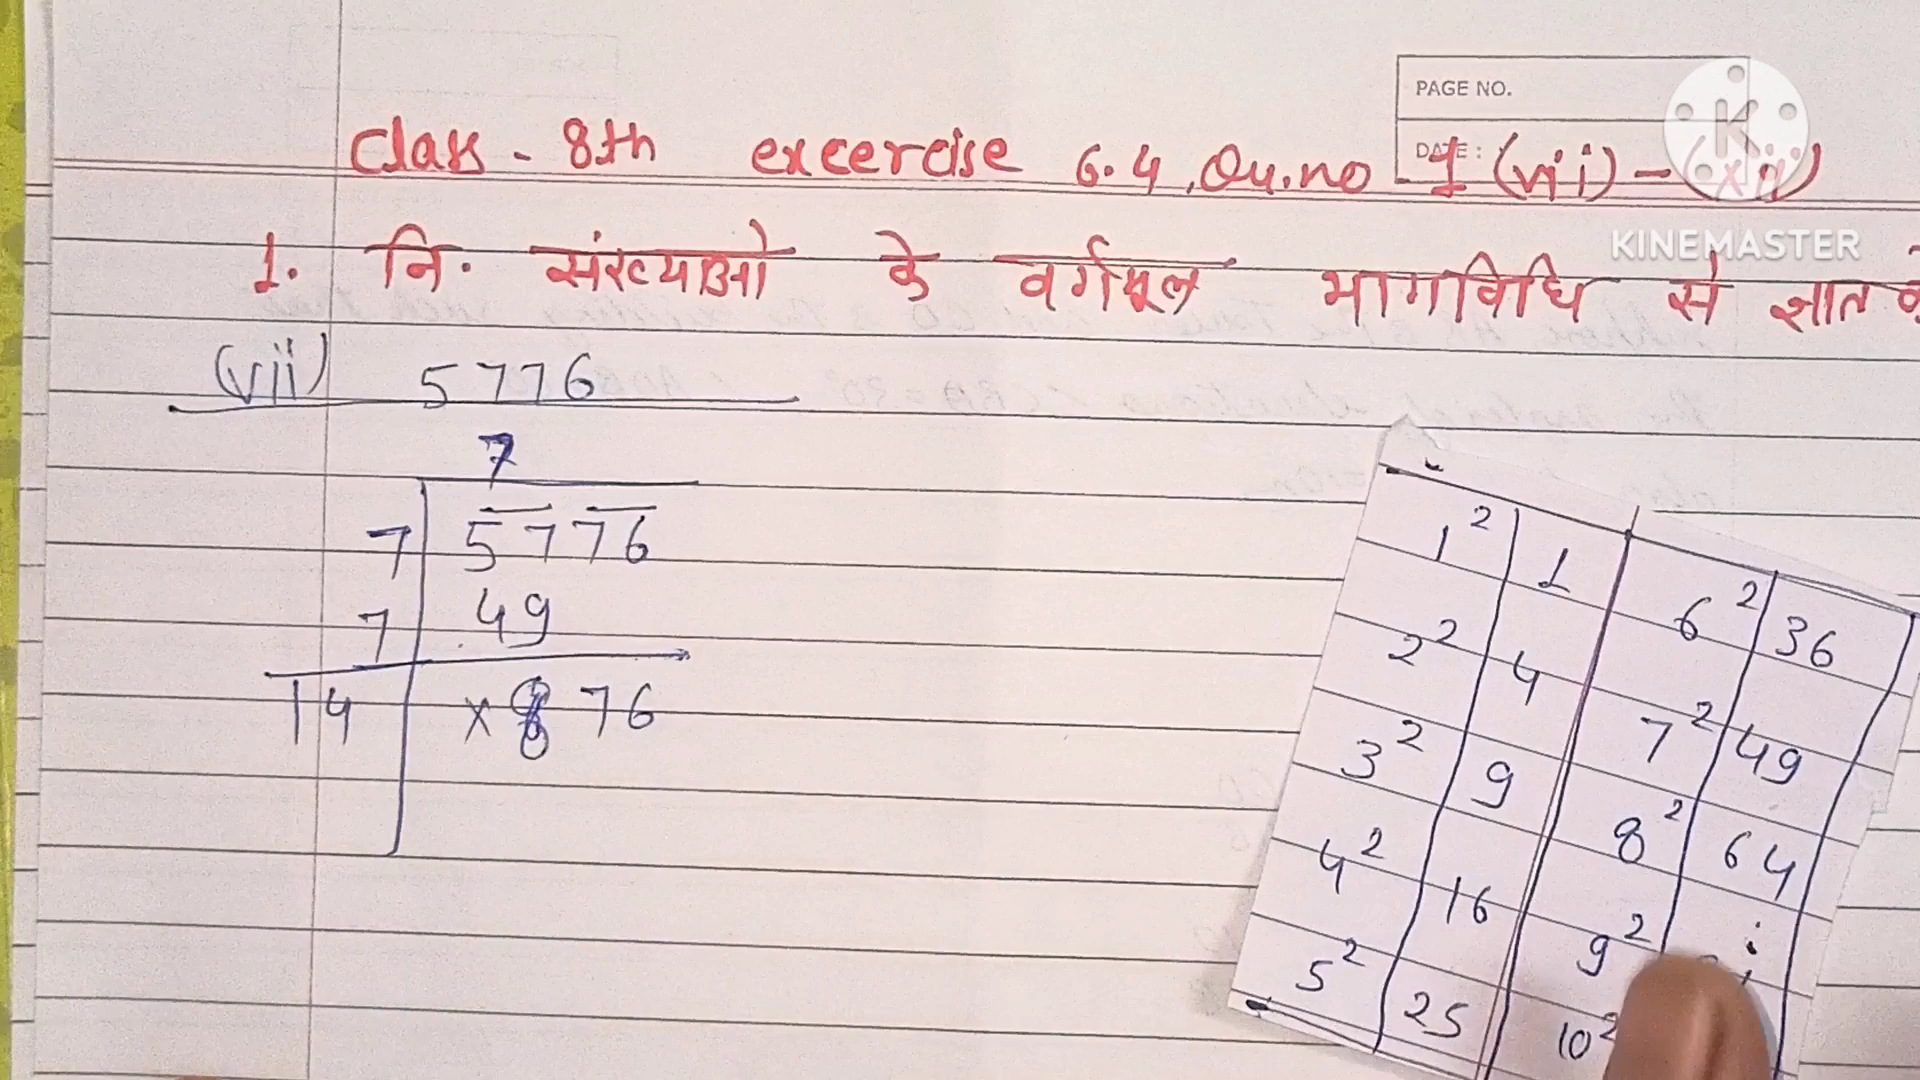 PAGE NO.
DATE :
KINEMASTER
Class - 8th excercise 6.4, Qu.no - 1 (vii) - (xii)
1. नि. संख्याओ के वर्गमूल भागविधि से ज्ञात
(vii) 5776
7
7 5776
7 49
14 × 8 76
1² 1 6² 36
2² 4 7² 49
3² 9 8² 64
4² 16 9²
5² 25 10²